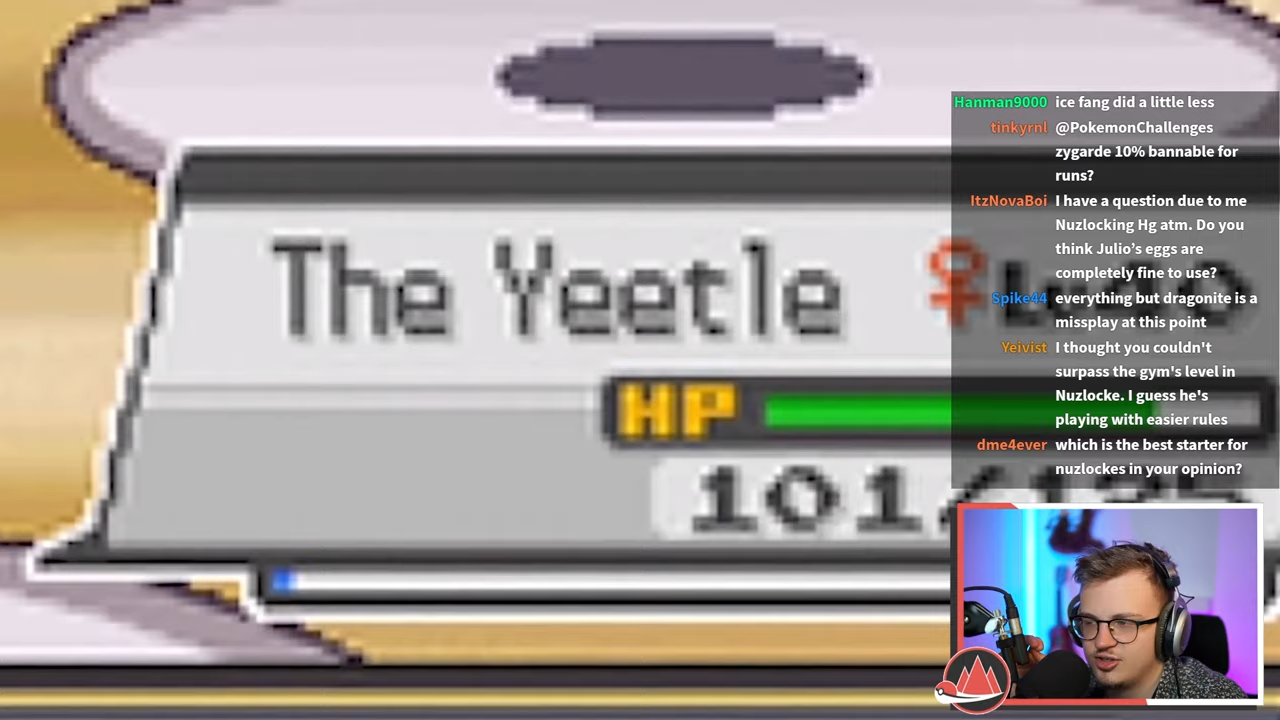 The Yeetle ♀
HP
101/
Hanman9000 ice fang did a little less
tinkyrnl @PokemonChallenges
zygarde 10% bannable for
runs?
ItzNovaBoi I have a question due to me
Nuzlocking Hg atm. Do you
think Julio’s eggs are
completely fine to use?
Spike44 everything but dragonite is a
missplay at this point
Yeivist I thought you couldn't
surpass the gym's level in
Nuzlocke. I guess he's
playing with easier rules
dme4ever which is the best starter for
nuzlockes in your opinion?